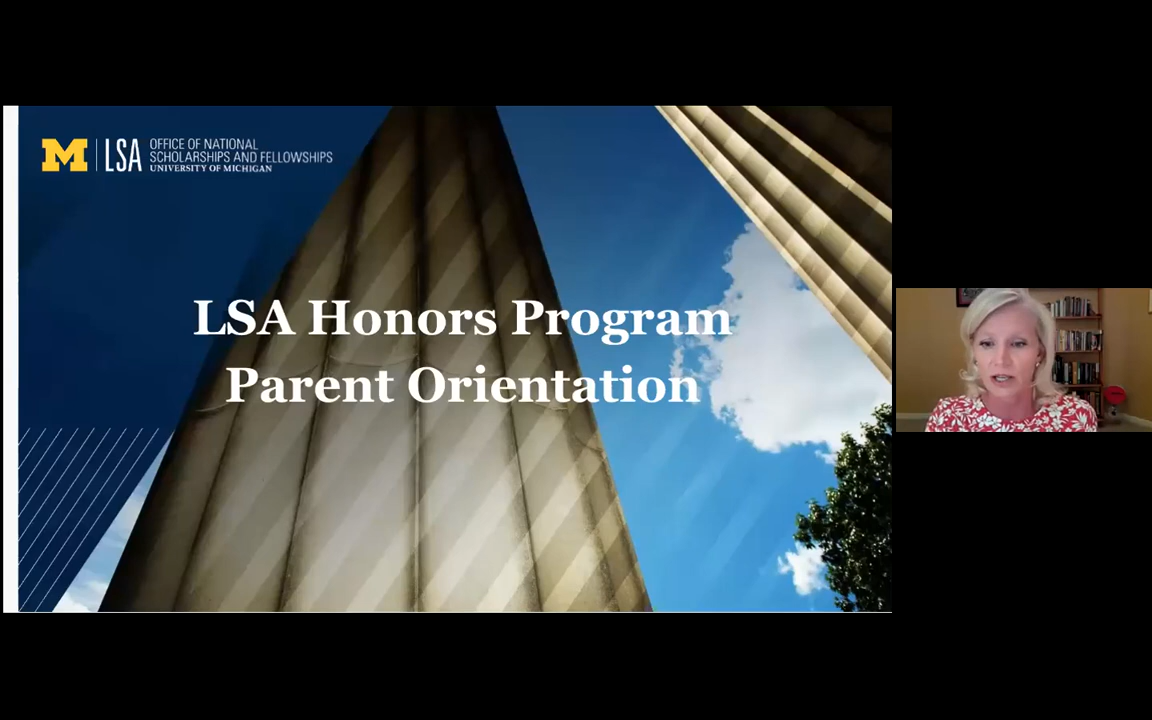 M LSA OFFICE OF NATIONAL
SCHOLARSHIPS AND FELLOWSHIPS
UNIVERSITY OF MICHIGAN
LSA Honors Program
Parent Orientation